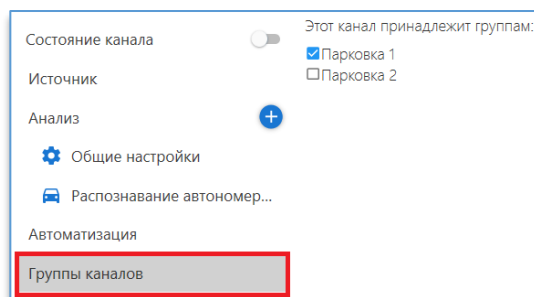 Состояние канала
Источник
Анализ
Общие настройки
Распознавание автономер...
Автоматизация
Группы каналов
Этот канал принадлежит группам:
Парковка 1
Парковка 2